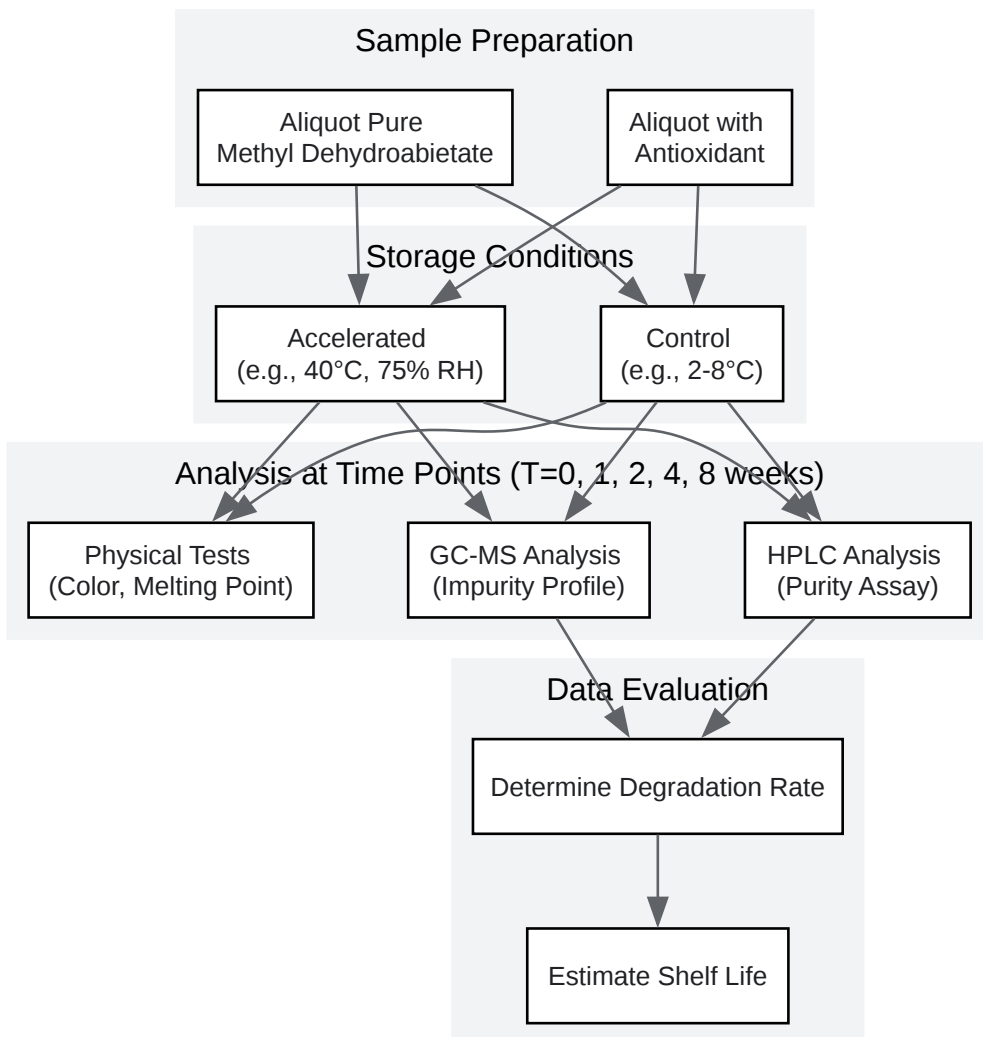 Sample Preparation
Aliquot Pure
Methyl Dehydroabietate
Aliquot with
Antioxidant
Storage Conditions
Accelerated
(e.g., 40°C, 75% RH)
Control
(e.g., 2-8°C)
Analysis at Time Points (T=0, 1, 2, 4, 8 weeks)
Physical Tests
(Color, Melting Point)
GC-MS Analysis
(Impurity Profile)
HPLC Analysis
(Purity Assay)
Data Evaluation
Determine Degradation Rate
Estimate Shelf Life